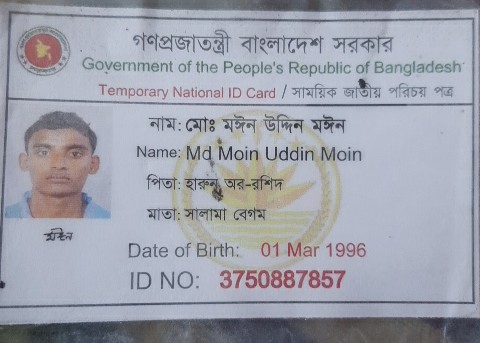 গণপ্রজাতন্ত্রী বাংলাদেশ সরকার
Government of the People's Republic of Bangladesh
Temporary National ID Card / সাময়িক জাতীয় পরিচয় পত্র
নাম: মোঃ মঈন উদ্দিন মঈন
Name: Md Moin Uddin Moin
পিতা: হারুন অর-রশিদ
মাতা: সালামা বেগম
মঈন
Date of Birth: 01 Mar 1996
ID NO: 3750887857